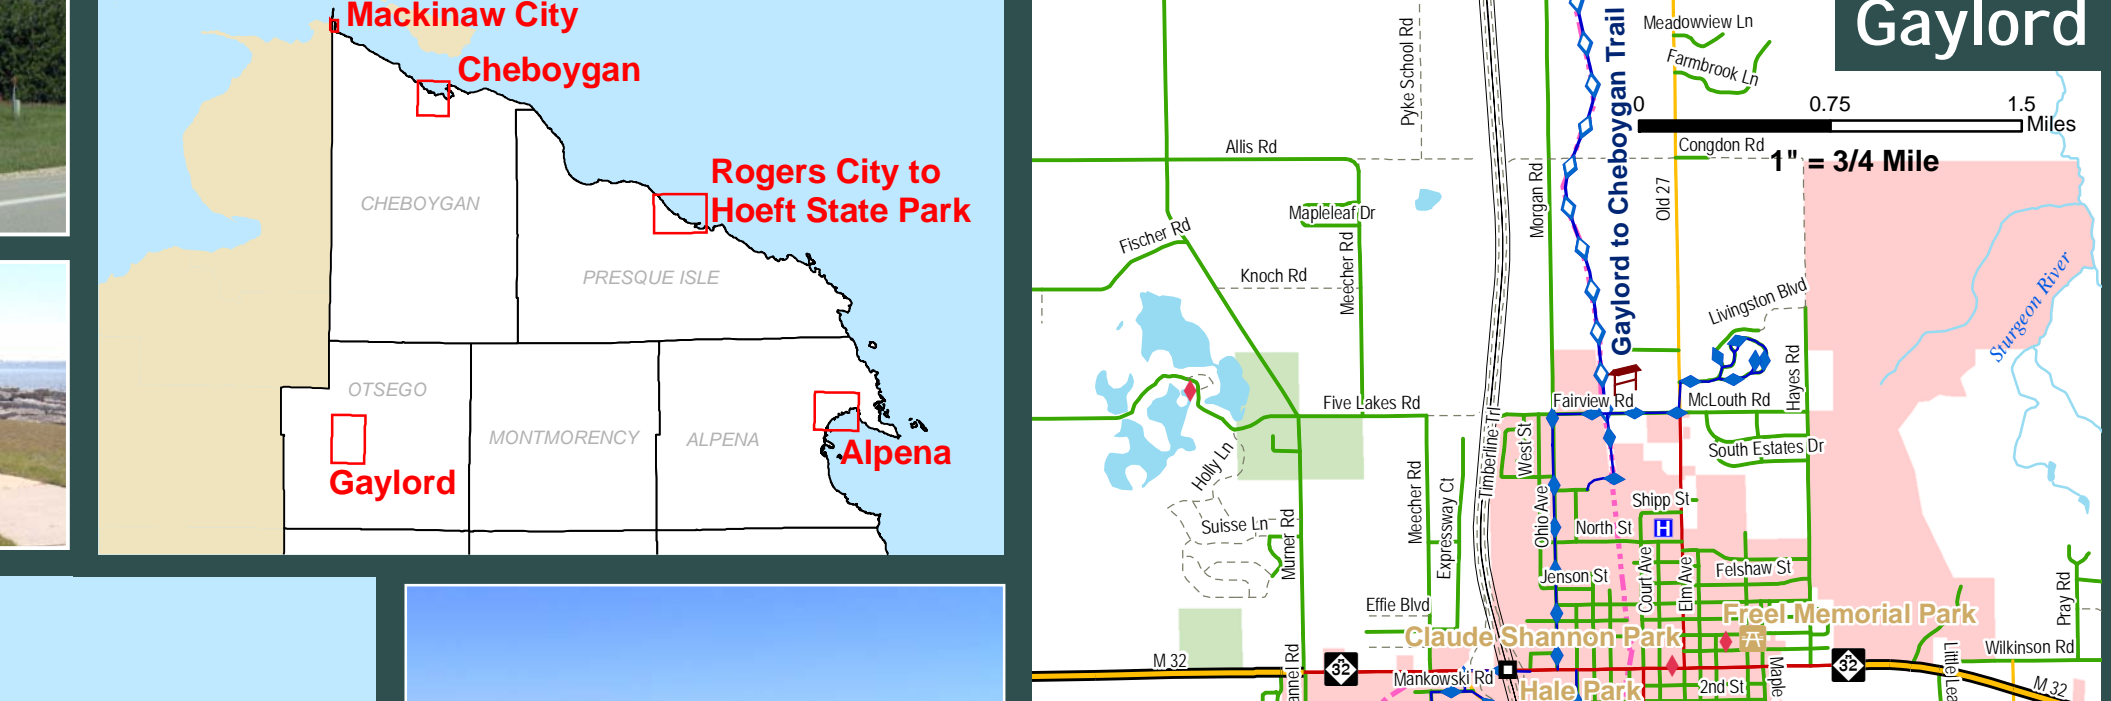 Mackinaw City
Cheboygan
Rogers City to
Hoeft State Park
CHEBOYGAN
PRESQUE ISLE
OTSEGO
MONTMORENCY
ALPENA
Alpena
Gaylord
Gaylord
Meadowview Ln
Farmbrook Ln
Pyke School Rd
Gaylord to Cheboygan Trail
0 0.75 1.5
Miles
1" = 3/4 Mile
Congdon Rd
Allis Rd
Morgan Rd
Old 27
Mapleleaf Dr
Fischer Rd
Meecher Rd
Knoch Rd
Sturgeon River
Livingston Blvd
Hayes Rd
Five Lakes Rd
Fairview Rd
McLouth Rd
Timberline Trl
West St
South Estates Dr
Holly Ln
Meecher Rd
Expressway Ct
Ohio Ave
Shipp St
North St
H
Suisse Ln
Murner Rd
Jenson St
Court Ave
Elm Ave
Felshaw St
Effie Blvd
Freel Memorial Park
Pray Rd
Claude Shannon Park
Wilkinson Rd
M 32
32
Mankowski Rd
Hale Park
2nd St
Maple
32
M 32